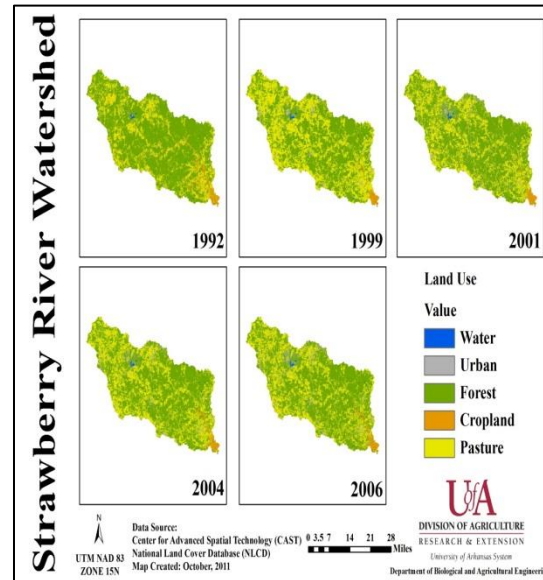 Strawberry River Watershed
1992
1999
2001
2004
2006
Land Use
Value
Water
Urban
Forest
Cropland
Pasture
N
UTM NAD 83
ZONE 15N
Data Source:
Center for Advanced Spatial Technology (CAST)
National Land Cover Database (NLCD)
Map Created: October, 2011
0 3.5 7 14 21 28
Miles
UofA
DIVISION OF AGRICULTURE
RESEARCH & EXTENSION
University of Arkansas System
Department of Biological and Agricultural Engineering